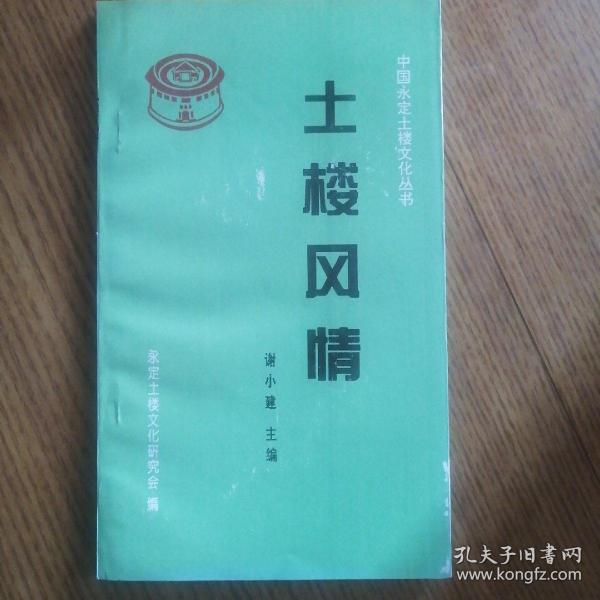 中国永定土楼文化丛书
土楼风情
谢小建 主编
永定土楼文化研究会 编
孔夫子旧书网
www.kongfz.com